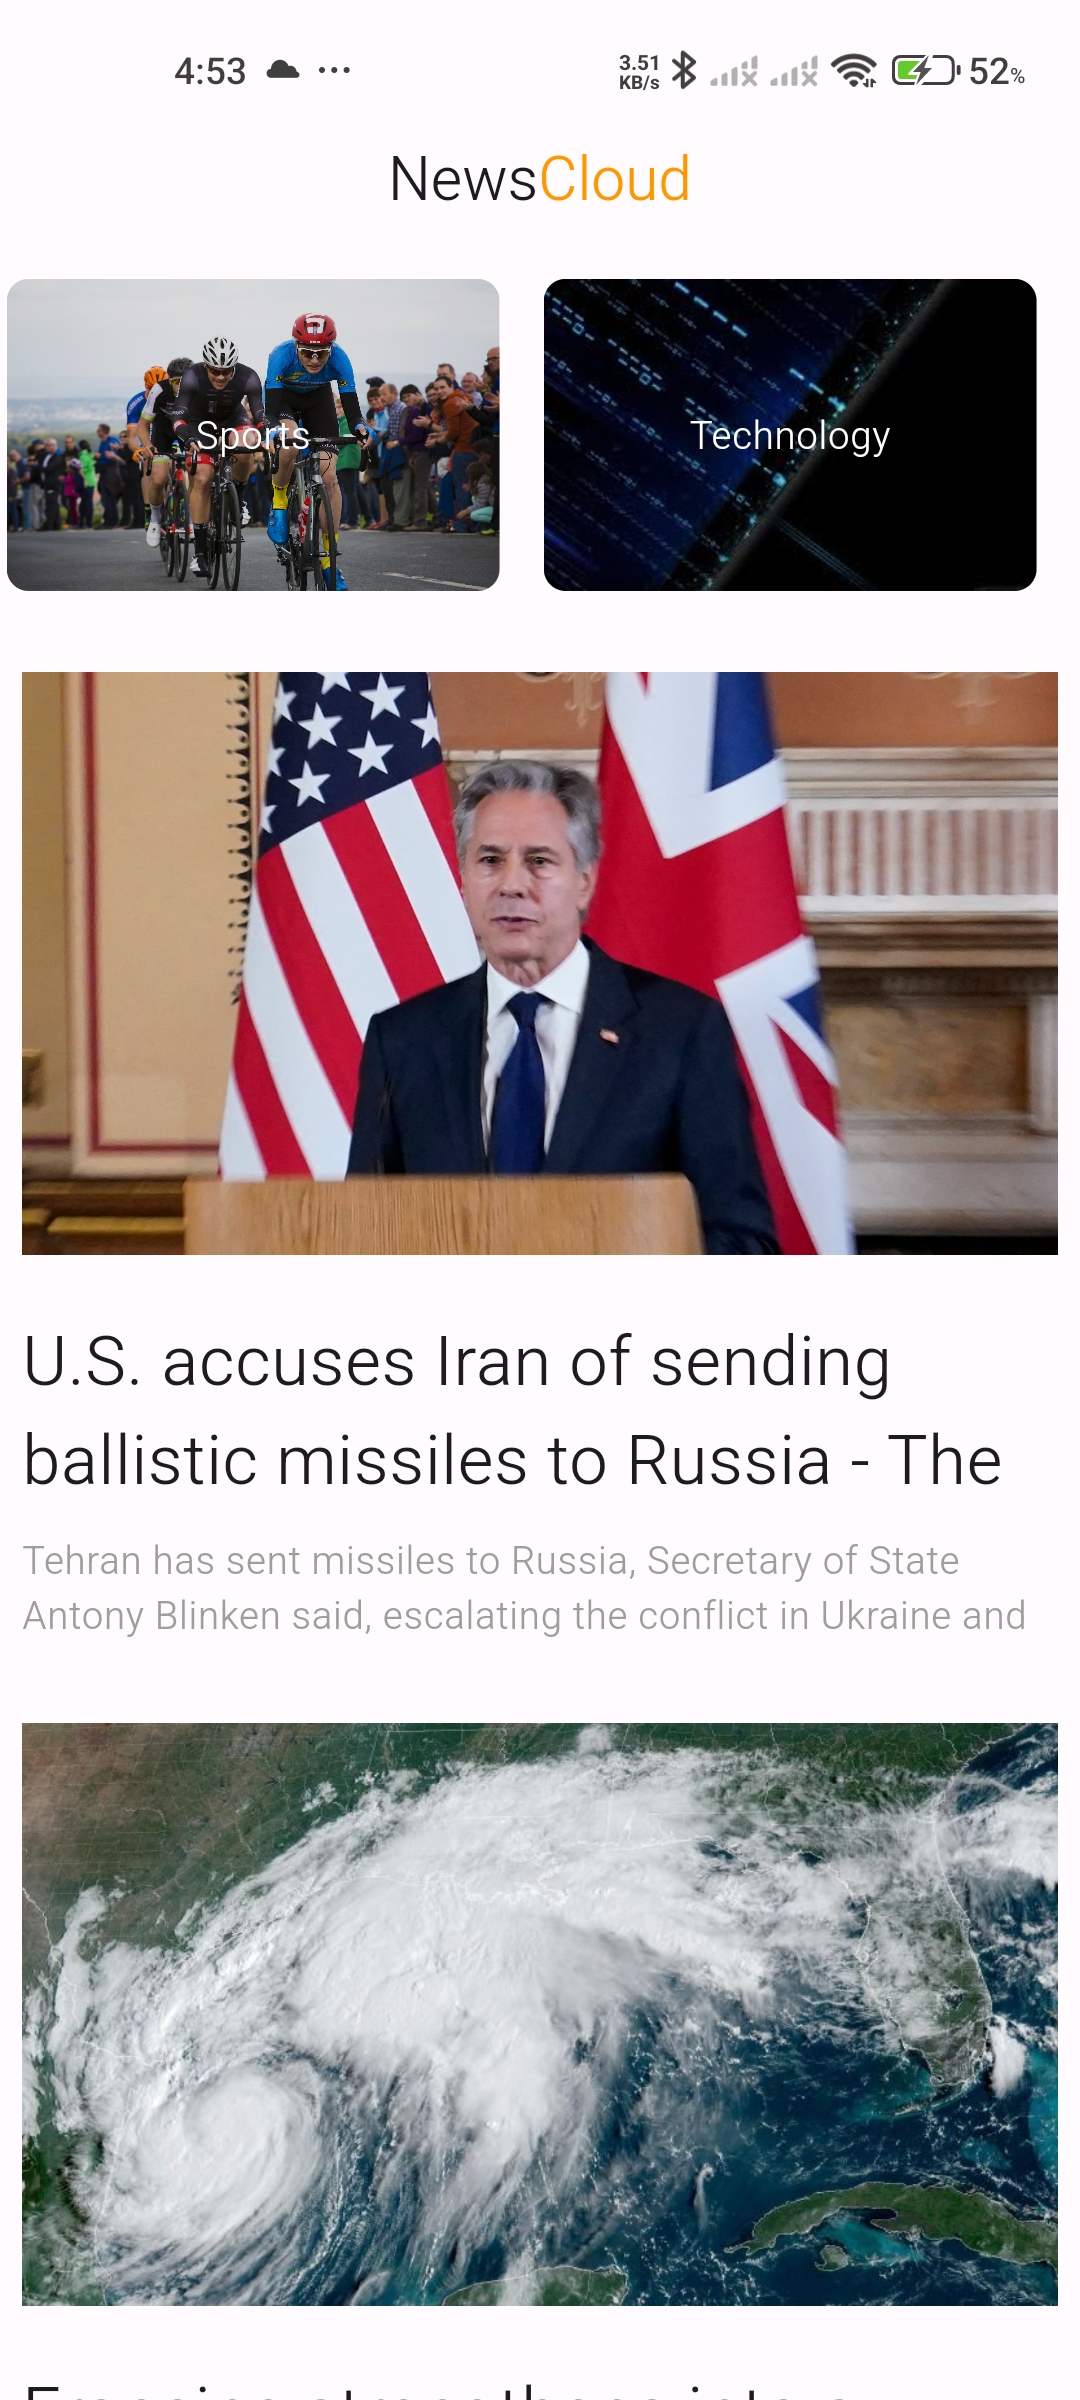 4:53 ... 3.51 KB/s 52%
NewsCloud
Sports Technology
U.S. accuses Iran of sending
ballistic missiles to Russia - The
Tehran has sent missiles to Russia, Secretary of State
Antony Blinken said, escalating the conflict in Ukraine and